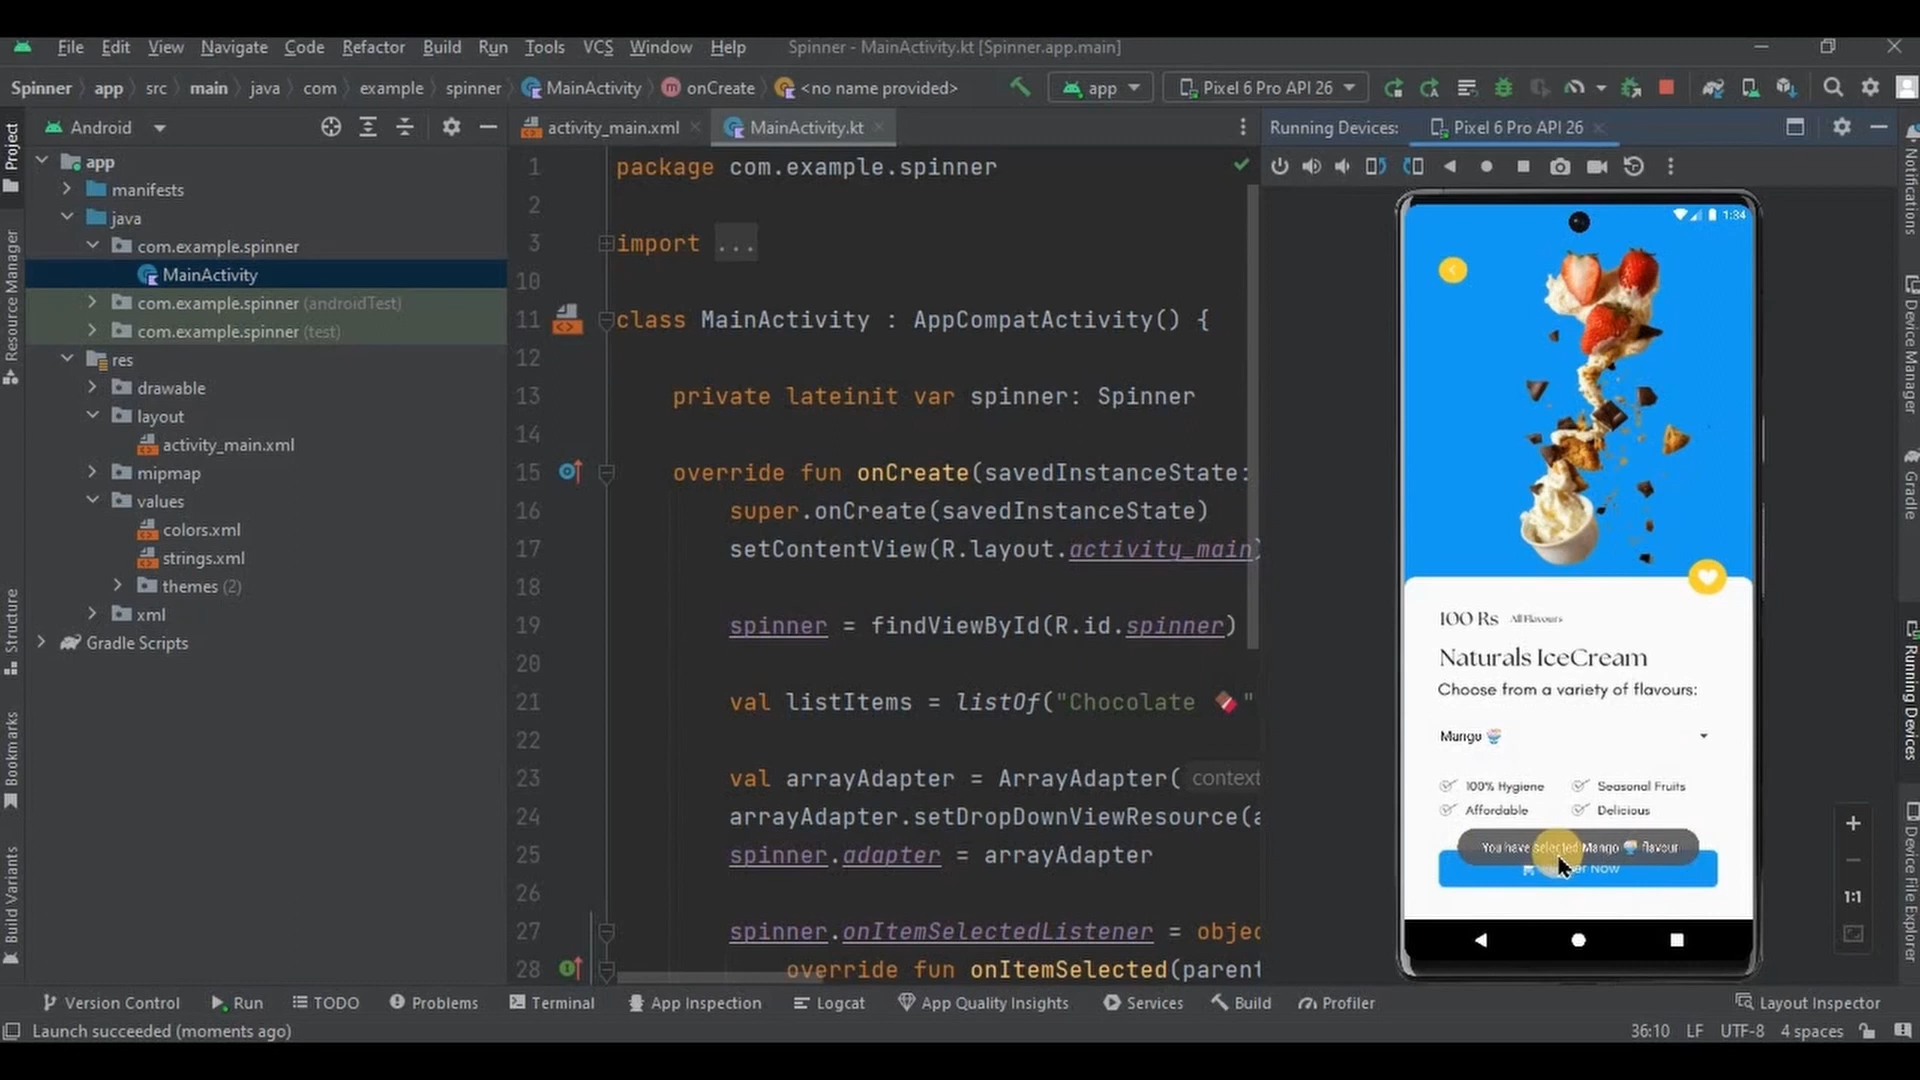 File Edit View Navigate Code Refactor Build Run Tools VCS Window Help Spinner - MainActivity.kt [Spinner.app.main]
Spinner app src main java com example spinner MainActivity onCreate <no name provided> app Pixel 6 Pro API 26
Android activity_main.xml MainActivity.kt Running Devices: Pixel 6 Pro API 26
Project
Resource Manager
Structure
Bookmarks
Build Variants
app
manifests
java
com.example.spinner
MainActivity
com.example.spinner (androidTest)
com.example.spinner (test)
res
drawable
layout
activity_main.xml
mipmap
values
colors.xml
strings.xml
themes (2)
xml
Gradle Scripts
1 package com.example.spinner
2
3 import ...
10
11 class MainActivity : AppCompatActivity() {
12
13 private lateinit var spinner: Spinner
14
15 override fun onCreate(savedInstanceState:
16 super.onCreate(savedInstanceState)
17 setContentView(R.layout.activity_main)
18
19 spinner = findViewById(R.id.spinner)
20
21 val listItems = listOf("Chocolate 🍫"
22
23 val arrayAdapter = ArrayAdapter( context
24 arrayAdapter.setDropDownViewResource(a
25 spinner.adapter = arrayAdapter
26
27 spinner.onItemSelectedListener = objec
28 override fun onItemSelected(parent
1:34
100 Rs All Flavours
Naturals IceCream
Choose from a variety of flavours:
Mango 🍧
100% Hygiene Seasonal Fruits
Affordable Delicious
You have selected Mango 🍧 flavour
Now
1:1
Notifications
Device Manager
Gradle
Running Devices
Device File Explorer
Version Control Run TODO Problems Terminal App Inspection Logcat App Quality Insights Services Build Profiler Layout Inspector
Launch succeeded (moments ago) 36:10 LF UTF-8 4 spaces